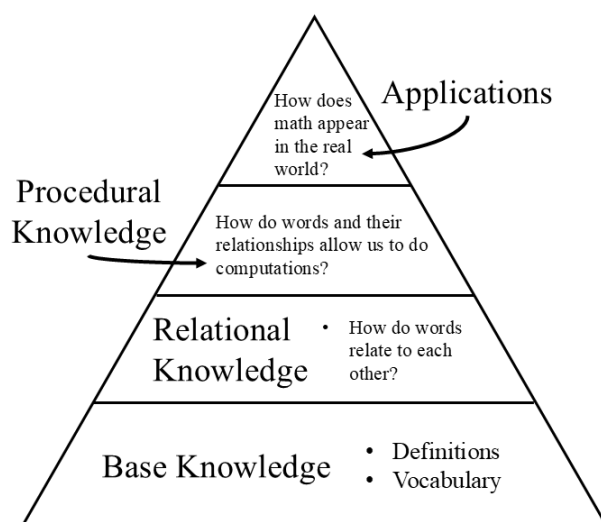 How does
math appear
in the real
world?
Applications
Procedural
Knowledge
How do words and their
relationships allow us to do
computations?
Relational
Knowledge
• How do words
relate to each
other?
Base Knowledge
• Definitions
• Vocabulary